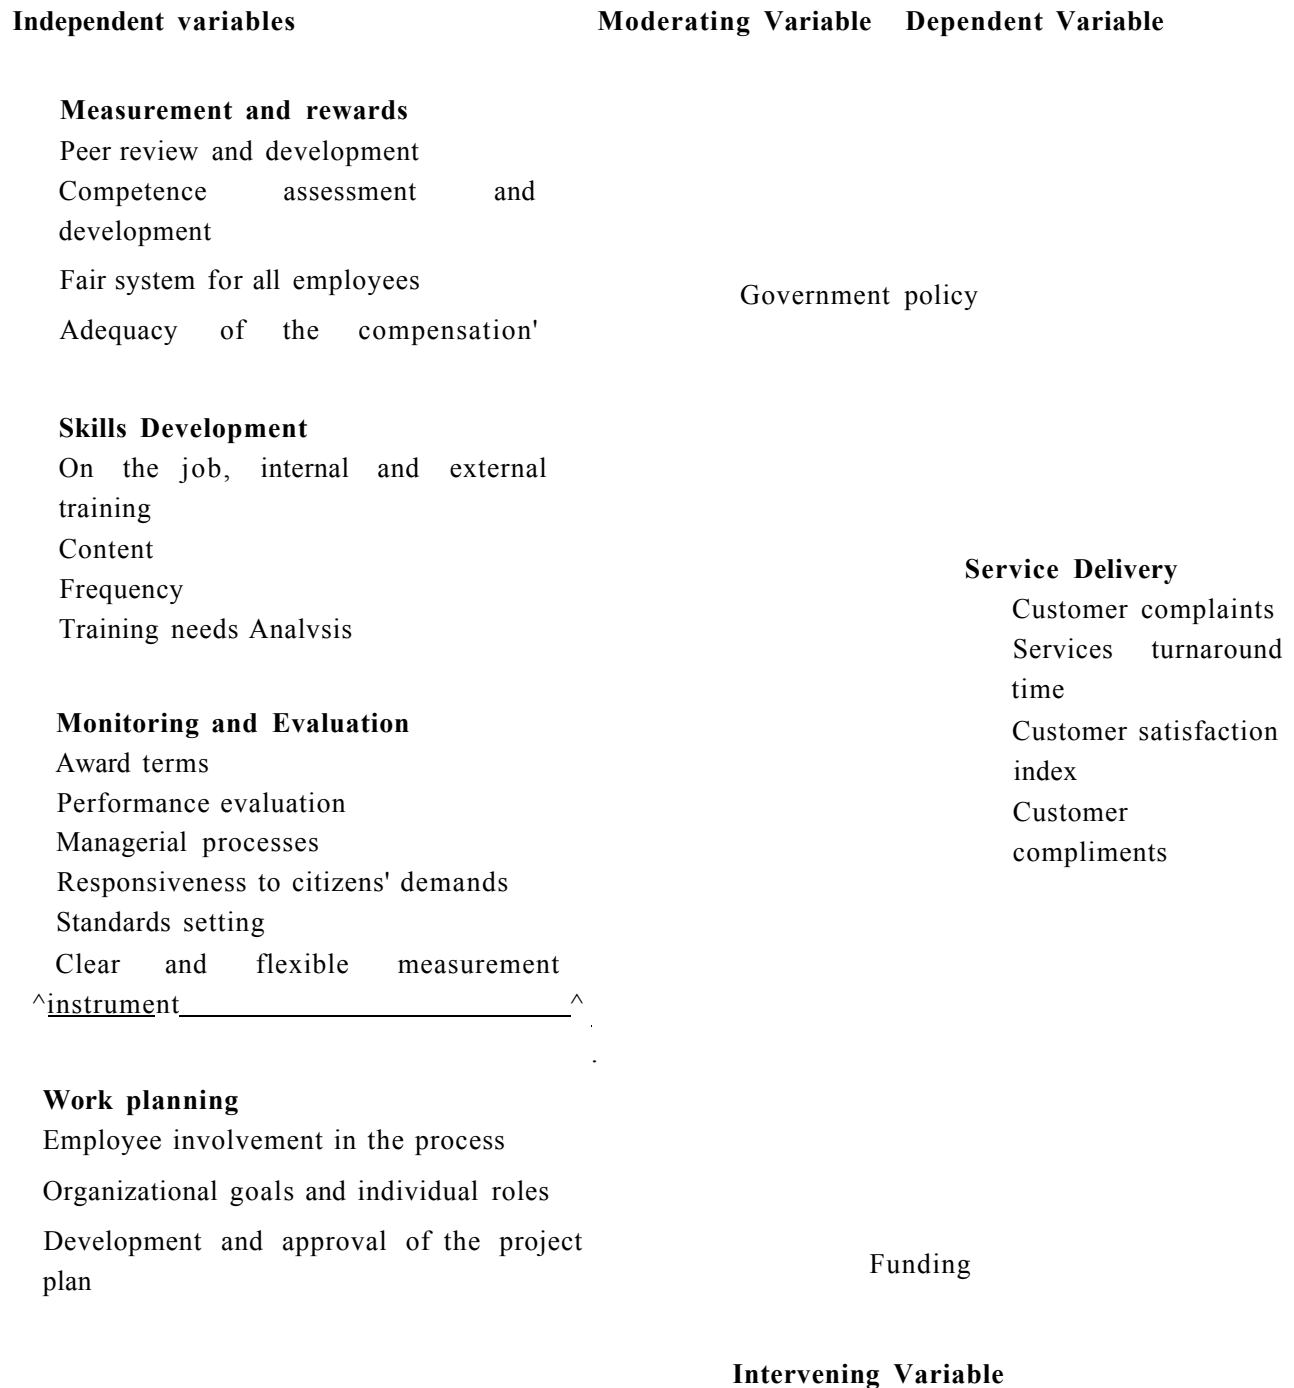 Independent variables
Moderating Variable
Dependent Variable
Measurement and rewards
Peer review and development
Competence assessment and
development
Fair system for all employees
Adequacy of the compensation'
Government policy
Skills Development
On the job, internal and external
training
Content
Frequency
Training needs Analvsis
Monitoring and Evaluation
Award terms
Performance evaluation
Managerial processes
Responsiveness to citizens' demands
Standards setting
Clear and flexible measurement
^instrument ^
.
Service Delivery
Customer complaints
Services turnaround
time
Customer satisfaction
index
Customer
compliments
Work planning
Employee involvement in the process
Organizational goals and individual roles
Development and approval of the project
plan
Funding
Intervening Variable